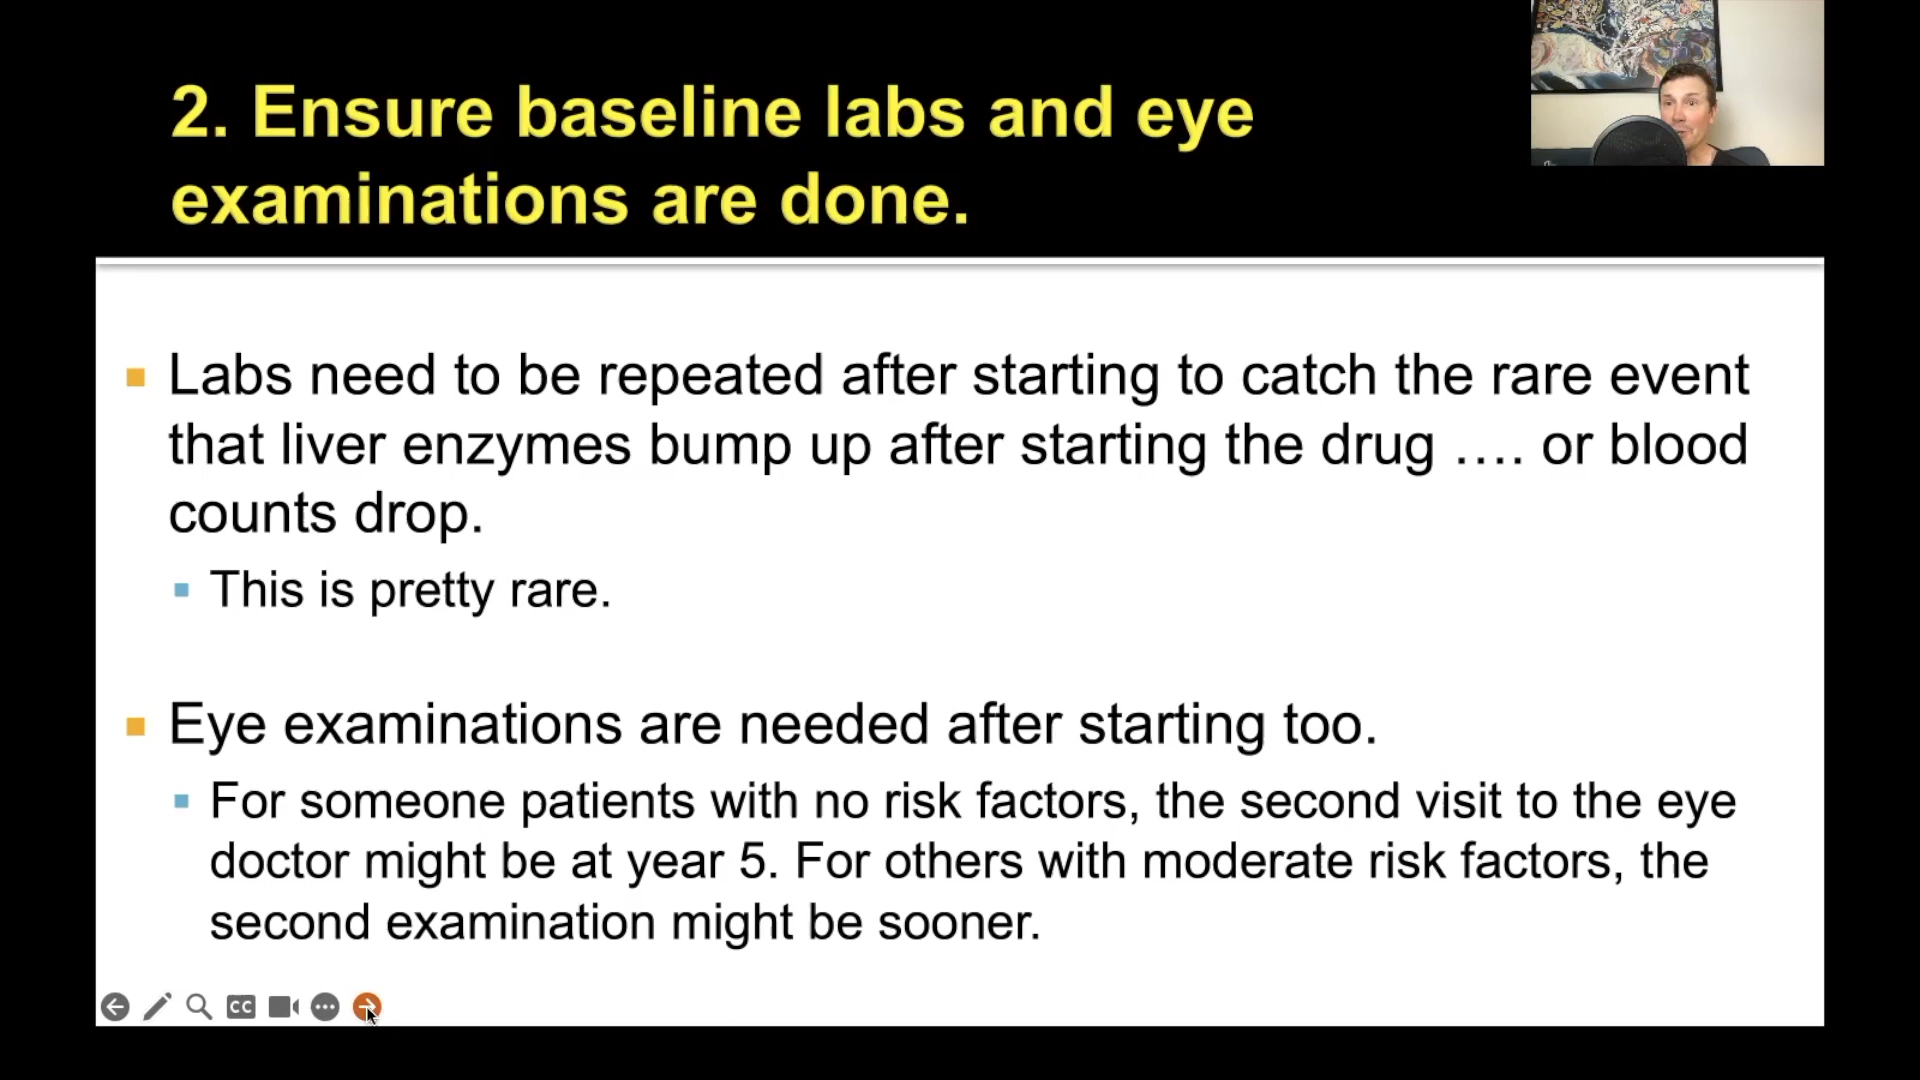 2. Ensure baseline labs and eye
examinations are done.
Labs need to be repeated after starting to catch the rare event
that liver enzymes bump up after starting the drug …. or blood
counts drop.
This is pretty rare.
Eye examinations are needed after starting too.
For someone patients with no risk factors, the second visit to the eye
doctor might be at year 5. For others with moderate risk factors, the
second examination might be sooner.
CC